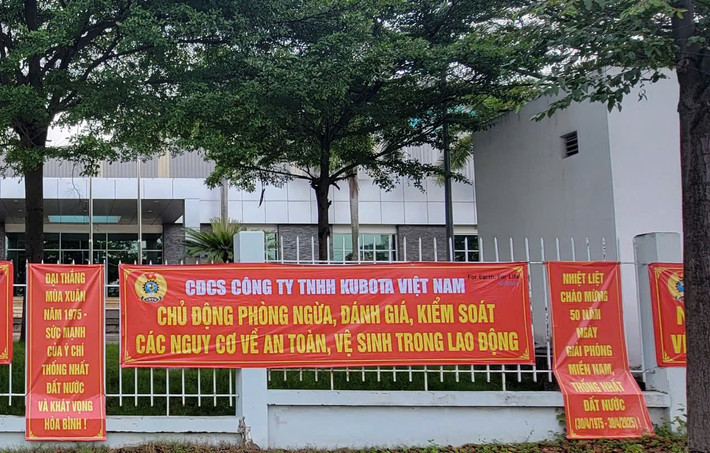 ĐẠI THẮNG
MÙA XUÂN
NĂM 1975 -
SỨC MẠNH
CỦA Ý CHÍ
THỐNG NHẤT
ĐẤT NƯỚC
VÀ KHÁT VỌNG
HÒA BÌNH !
CĐCS CÔNG TY TNHH KUBOTA VIỆT NAM
For Earth, For Life
CHỦ ĐỘNG PHÒNG NGỪA, ĐÁNH GIÁ, KIỂM SOÁT
CÁC NGUY CƠ VỀ AN TOÀN, VỆ SINH TRONG LAO ĐỘNG
NHIỆT LIỆT
CHÀO MỪNG
50 NĂM
NGÀY
GIẢI PHÓNG
MIỀN NAM,
THỐNG NHẤT
ĐẤT NƯỚC
(30/4/1975 - 30/4/2025) !